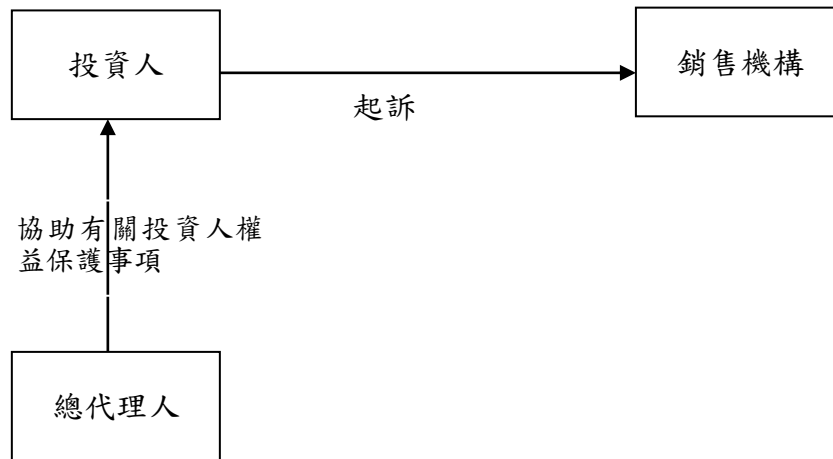 投資人
銷售機構
起訴
協助有關投資人權
益保護事項
總代理人